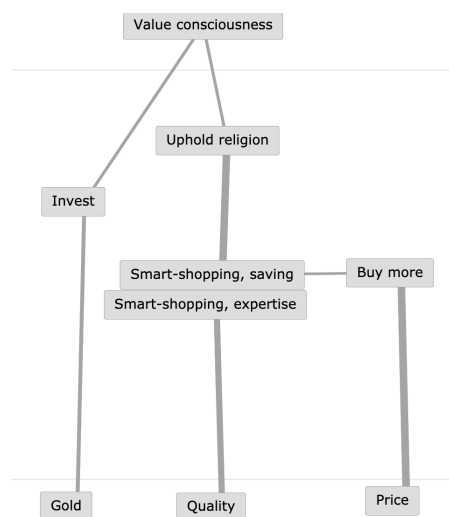 Value consciousness
Uphold religion
Invest
Smart-shopping, saving
Buy more
Smart-shopping, expertise
Gold
Quality
Price